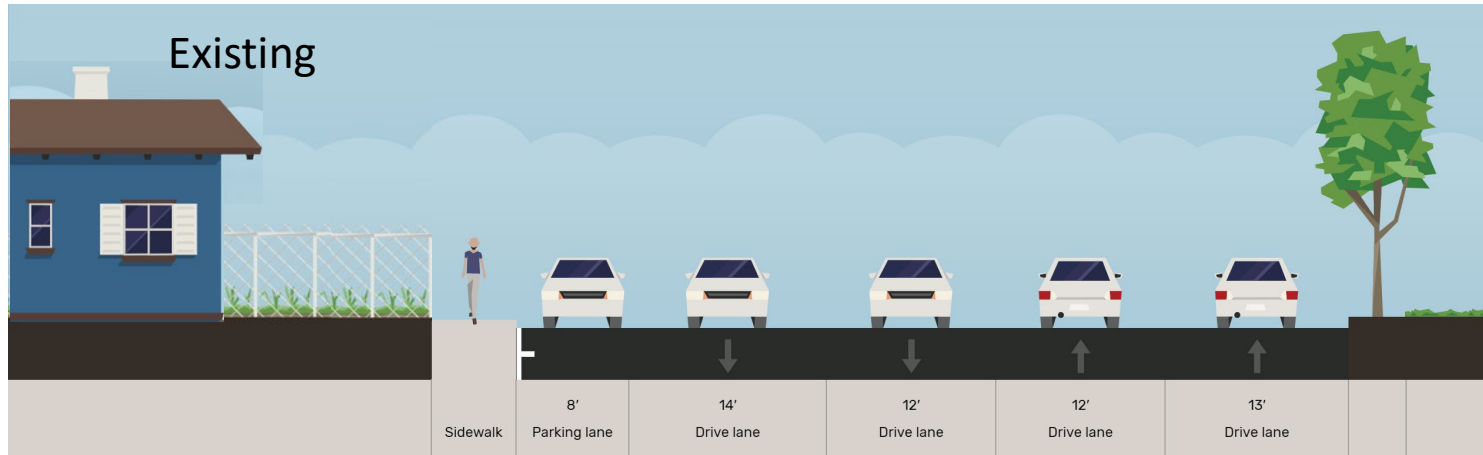 Existing
8' 14' 12' 12' 13'
Sidewalk Parking lane Drive lane Drive lane Drive lane Drive lane